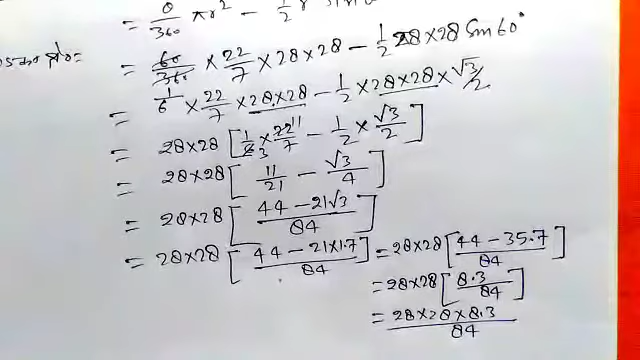 = θ/360 πr² − 1/2 r² sin
= 60/360 × 22/7 × 28×28 − 1/2 28×28 Sin60°
= 1/6 × 22/7 × 28×28 − 1/2 × 28×28 × √3/2
= 28×28 [1/6 3 × 22 11/7 − 1/2 × √3/2]
= 28×28 [11/21 − √3/4]
= 28×28 [44 − 21√3/84]
= 28×28 [44 − 21×1.7/84] = 28×28 [44 − 35.7/84]
= 28×28 [8.3/84]
= 28×28×8.3/84